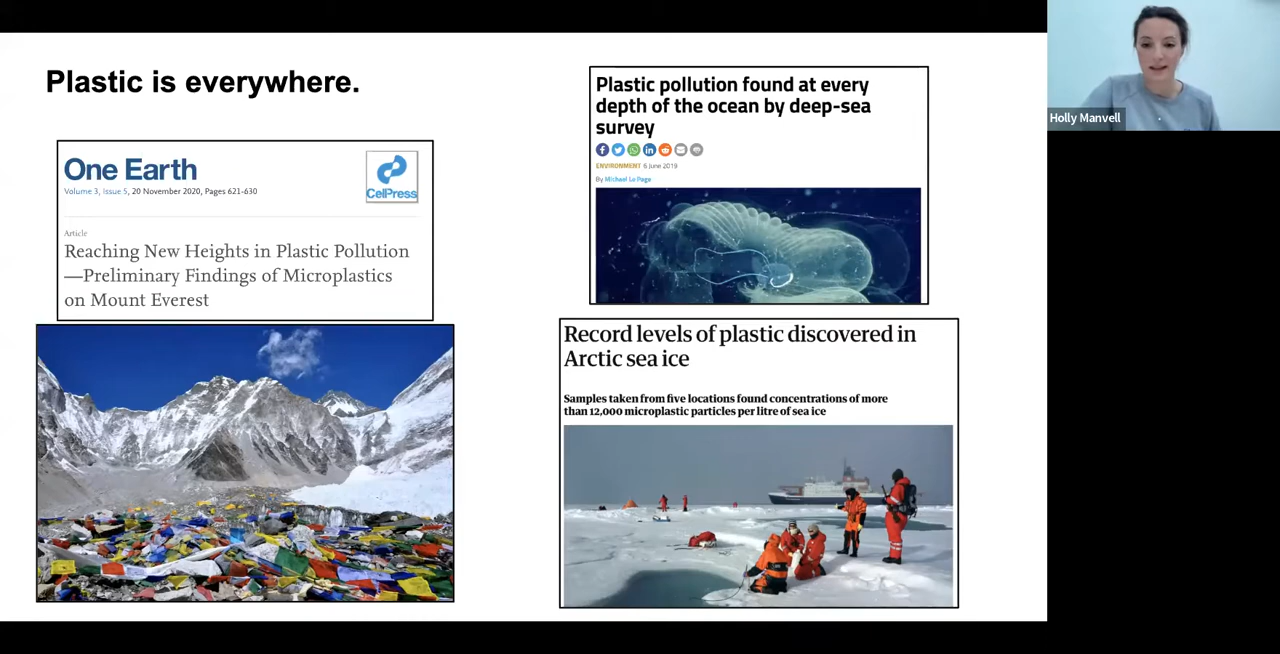 Plastic is everywhere.
One Earth
Volume 3, Issue 5, 20 November 2020, Pages 621-630
CellPress
Article
Reaching New Heights in Plastic Pollution
—Preliminary Findings of Microplastics
on Mount Everest
Plastic pollution found at every
depth of the ocean by deep-sea
survey
ENVIRONMENT 6 June 2019
By Michael Le Page
Record levels of plastic discovered in
Arctic sea ice
Samples taken from five locations found concentrations of more
than 12,000 microplastic particles per litre of sea ice
Holly Manvell